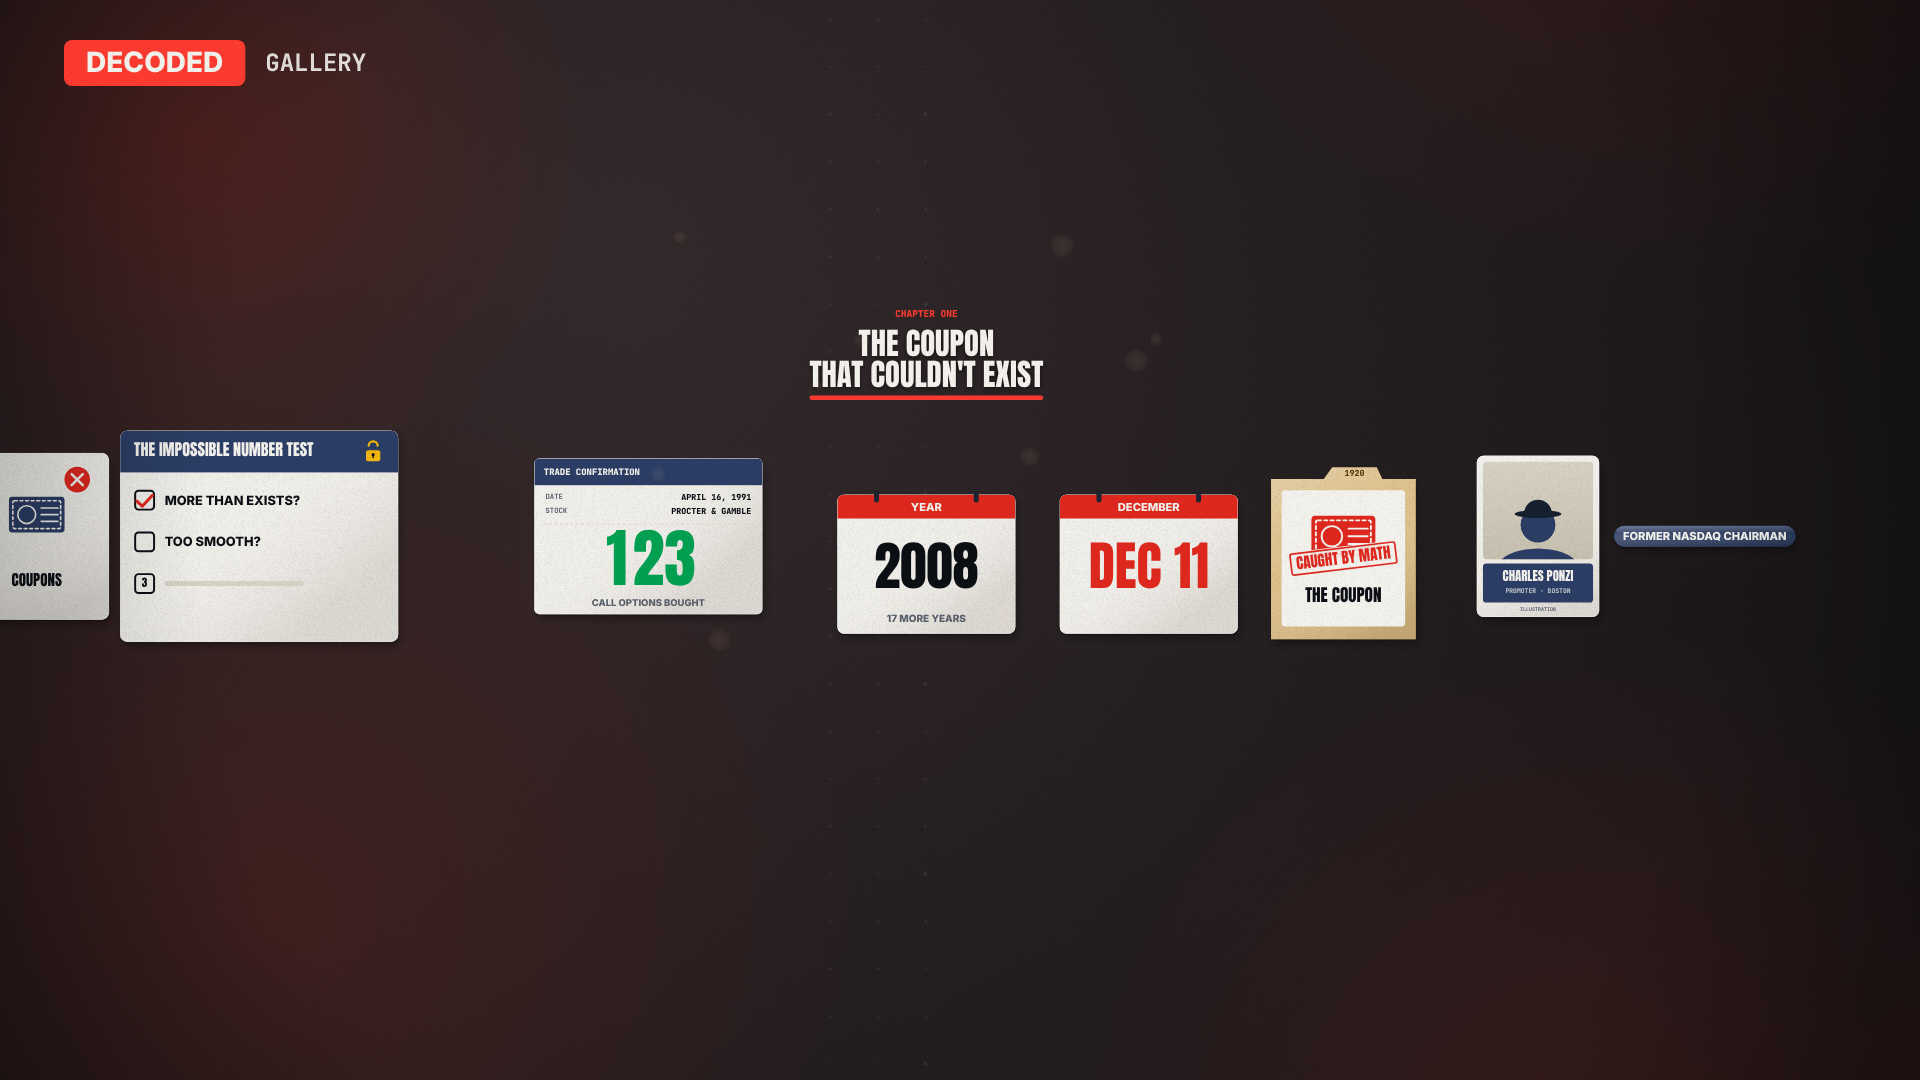 DECODED GALLERY
CHAPTER ONE
THE COUPON
THAT COULDN'T EXIST
COUPONS
THE IMPOSSIBLE NUMBER TEST
MORE THAN EXISTS?
TOO SMOOTH?
3
TRADE CONFIRMATION
DATE APRIL 16, 1991
STOCK PROCTER & GAMBLE
123
CALL OPTIONS BOUGHT
YEAR
2008
17 MORE YEARS
DECEMBER
DEC 11
1920
CAUGHT BY MATH
THE COUPON
CHARLES PONZI
PROMOTER · BOSTON
ILLUSTRATION
FORMER NASDAQ CHAIRMAN